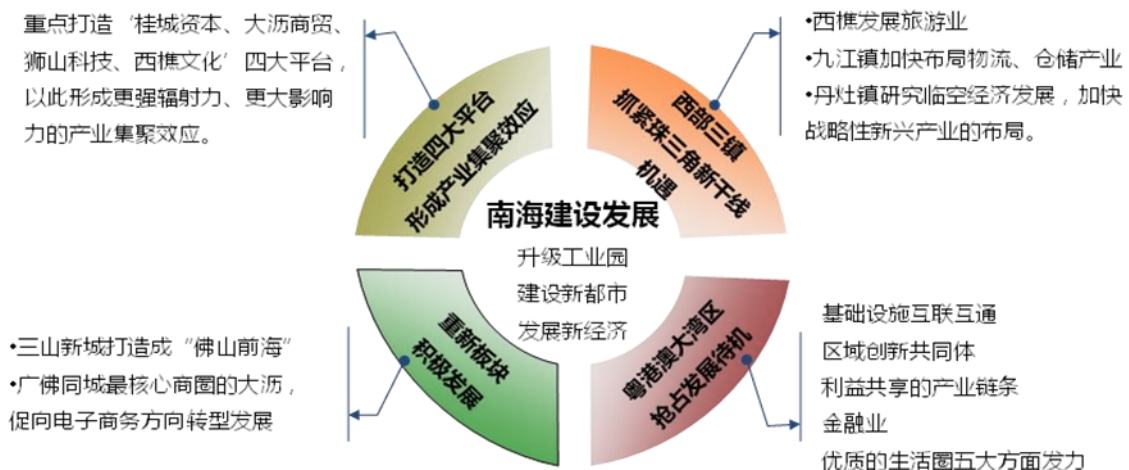 重点打造‘桂城资本、大沥商贸、
狮山科技、西樵文化’四大平台，
以此形成更强辐射力、更大影响
力的产业集聚效应。
打造四大平台
形成产业集聚效应
•西樵发展旅游业
•九江镇加快布局物流、仓储产业
•丹灶镇研究临空经济发展，加快
战略性新兴产业的布局。
西部三镇
抓紧珠三角新干线
机遇
南海建设发展
升级工业园
建设新都市
发展新经济
重新板块
积极发展
•三山新城打造成“佛山前海”
•广佛同城最核心商圈的大沥，
促向电子商务方向转型发展
粤港澳大湾区
抢占发展待机
基础设施互联互通
区域创新共同体
利益共享的产业链条
金融业
优质的生活圈五大方面发力